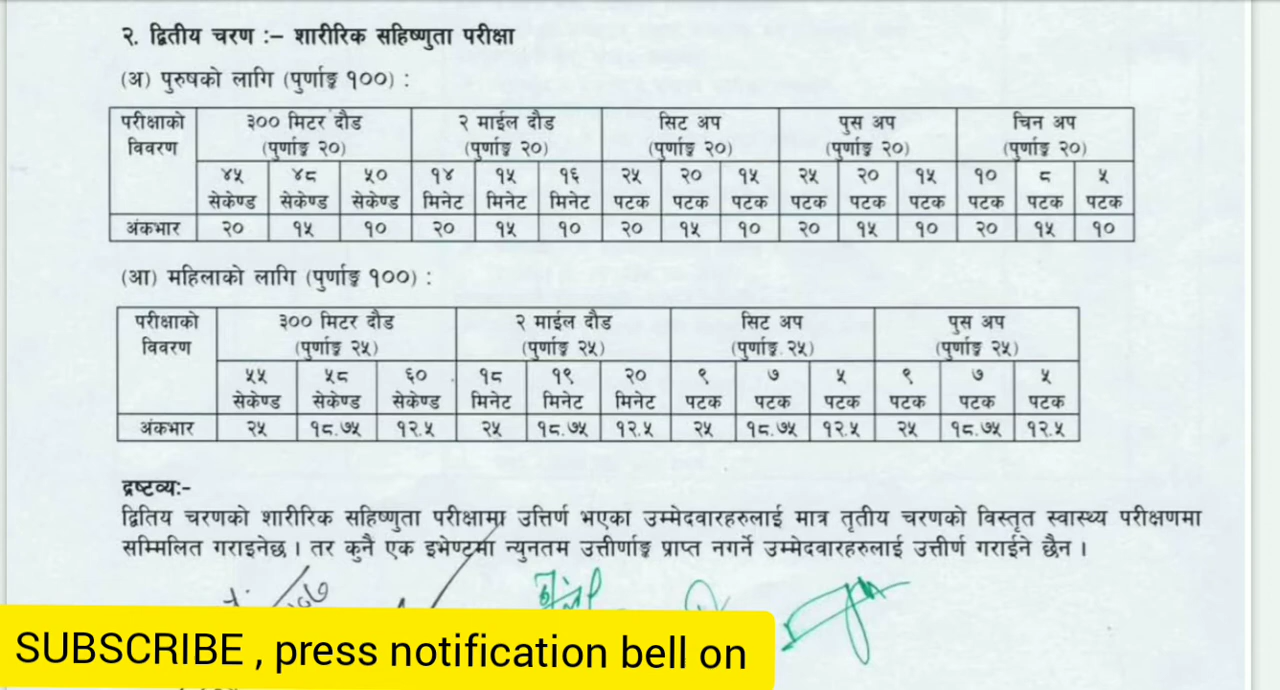 २. द्वितीय चरण :- शारीरिक सहिष्णुता परीक्षा
(अ) पुरुषको लागि (पुर्णाङ्क १००) :
परीक्षाको विवरण ३०० मिटर दौड (पुर्णाङ्क २०) २ माईल दौड (पुर्णाङ्क २०) सिट अप (पुर्णाङ्क २०) पुस अप (पुर्णाङ्क २०) चिन अप (पुर्णाङ्क २०)
४५ सेकेण्ड ४८ सेकेण्ड ५० सेकेण्ड १४ मिनेट १५ मिनेट १६ मिनेट २५ पटक २० पटक १५ पटक २५ पटक २० पटक १५ पटक १० पटक ८ पटक ५ पटक
अंकभार २० १५ १० २० १५ १० २० १५ १० २० १५ १० २० १५ १०
(आ) महिलाको लागि (पुर्णाङ्क १००) :
परीक्षाको विवरण ३०० मिटर दौड (पुर्णाङ्क २५) २ माईल दौड (पुर्णाङ्क २५) सिट अप (पुर्णाङ्क २५) पुस अप (पुर्णाङ्क २५)
५५ सेकेण्ड ५८ सेकेण्ड ६० सेकेण्ड १८ मिनेट १९ मिनेट २० मिनेट ९ पटक ७ पटक ५ पटक ९ पटक ७ पटक ५ पटक
अंकभार २५ १८.७५ १२.५ २५ १८.७५ १२.५ २५ १८.७५ १२.५ २५ १८.७५ १२.५
द्रष्टव्य:-
द्वितिय चरणको शारीरिक सहिष्णुता परीक्षामा उत्तिर्ण भएका उम्मेदवारहरुलाई मात्र तृतीय चरणको विस्तृत स्वास्थ्य परीक्षणमा
सम्मिलित गराइनेछ । तर कुनै एक इभेण्टमा न्युनतम उत्तीर्णाङ्क प्राप्त नगर्ने उम्मेदवारहरुलाई उत्तीर्ण गराईने छैन ।
SUBSCRIBE , press notification bell on